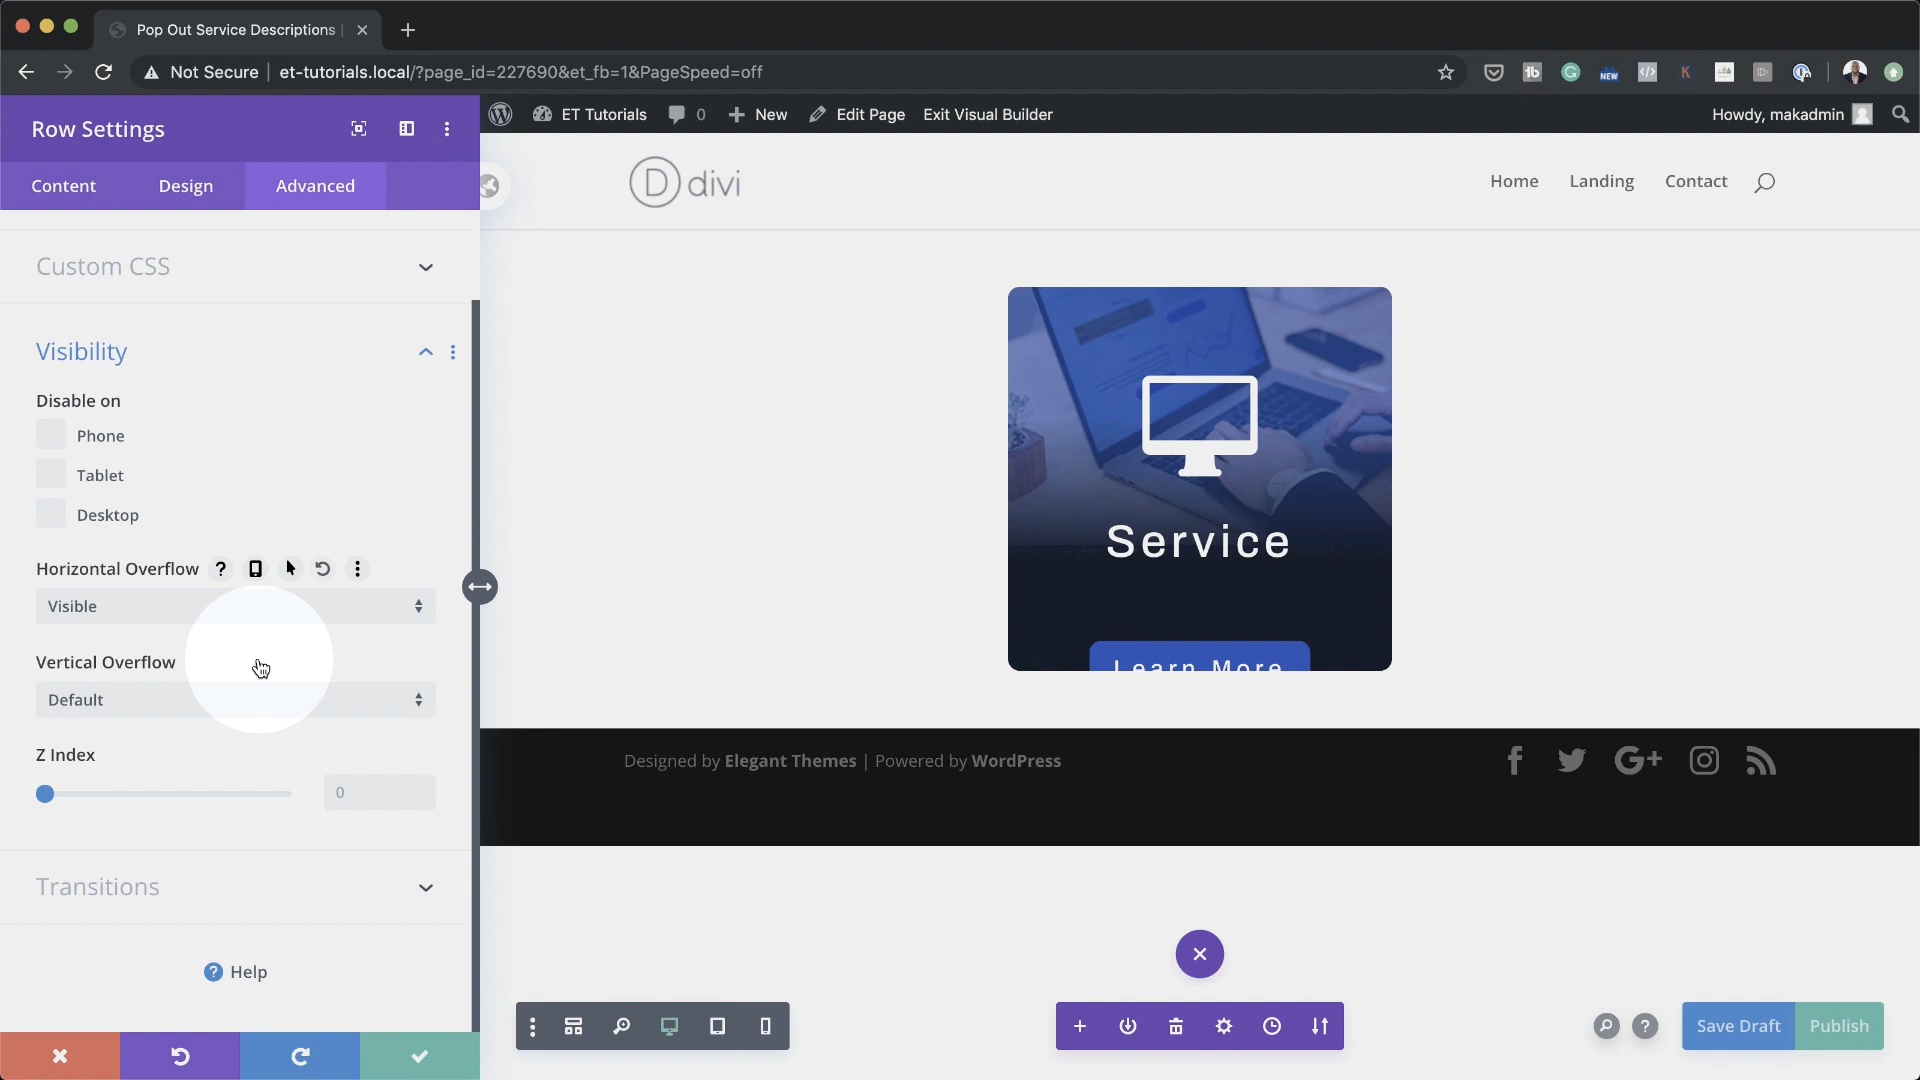 Pop Out Service Descriptions |
Not Secure | et-tutorials.local/?page_id=227690&et_fb=1&PageSpeed=off
NEW
Row Settings
ET Tutorials
0
New
Edit Page
Exit Visual Builder
Howdy, makadmin
Content
Design
Advanced
divi
Home
Landing
Contact
Custom CSS
Visibility
Disable on
Phone
Tablet
Desktop
Horizontal Overflow
Visible
Vertical Overflow
Default
Z Index
0
Transitions
Help
Service
Learn More
Designed by Elegant Themes | Powered by WordPress
Save Draft
Publish